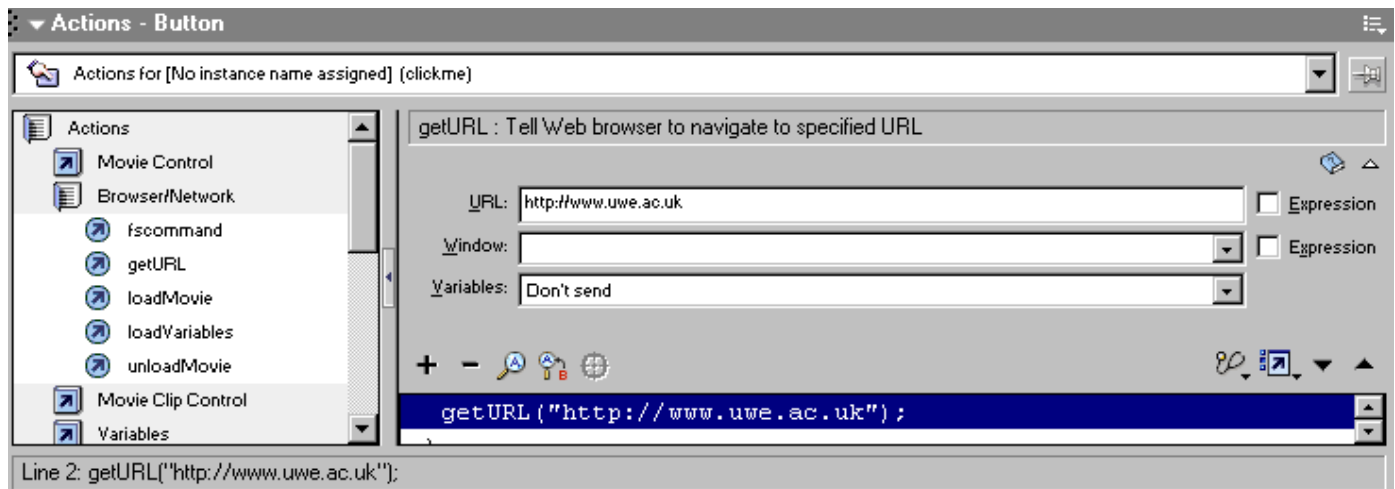 Actions - Button
Actions for [No instance name assigned] (clickme)
Actions
Movie Control
Browser/Network
fscommand
getURL
loadMovie
loadVariables
unloadMovie
Movie Clip Control
Variables
getURL : Tell Web browser to navigate to specified URL
URL: http://www.uwe.ac.uk Expression
Window: Expression
Variables: Don't send
getURL("http://www.uwe.ac.uk");
Line 2: getURL("http://www.uwe.ac.uk");